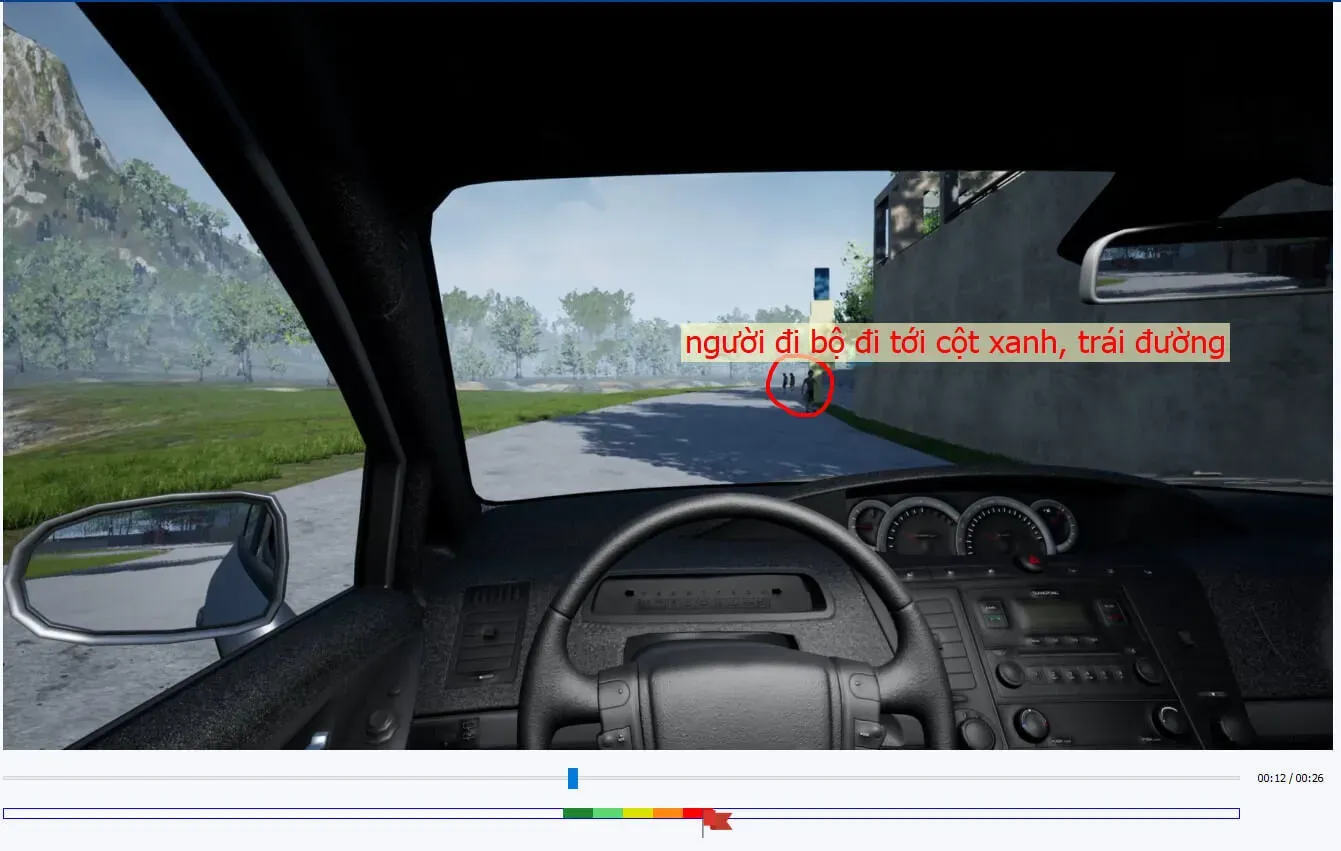 người đi bộ đi tới cột xanh, trái đường
00:12 / 00:26